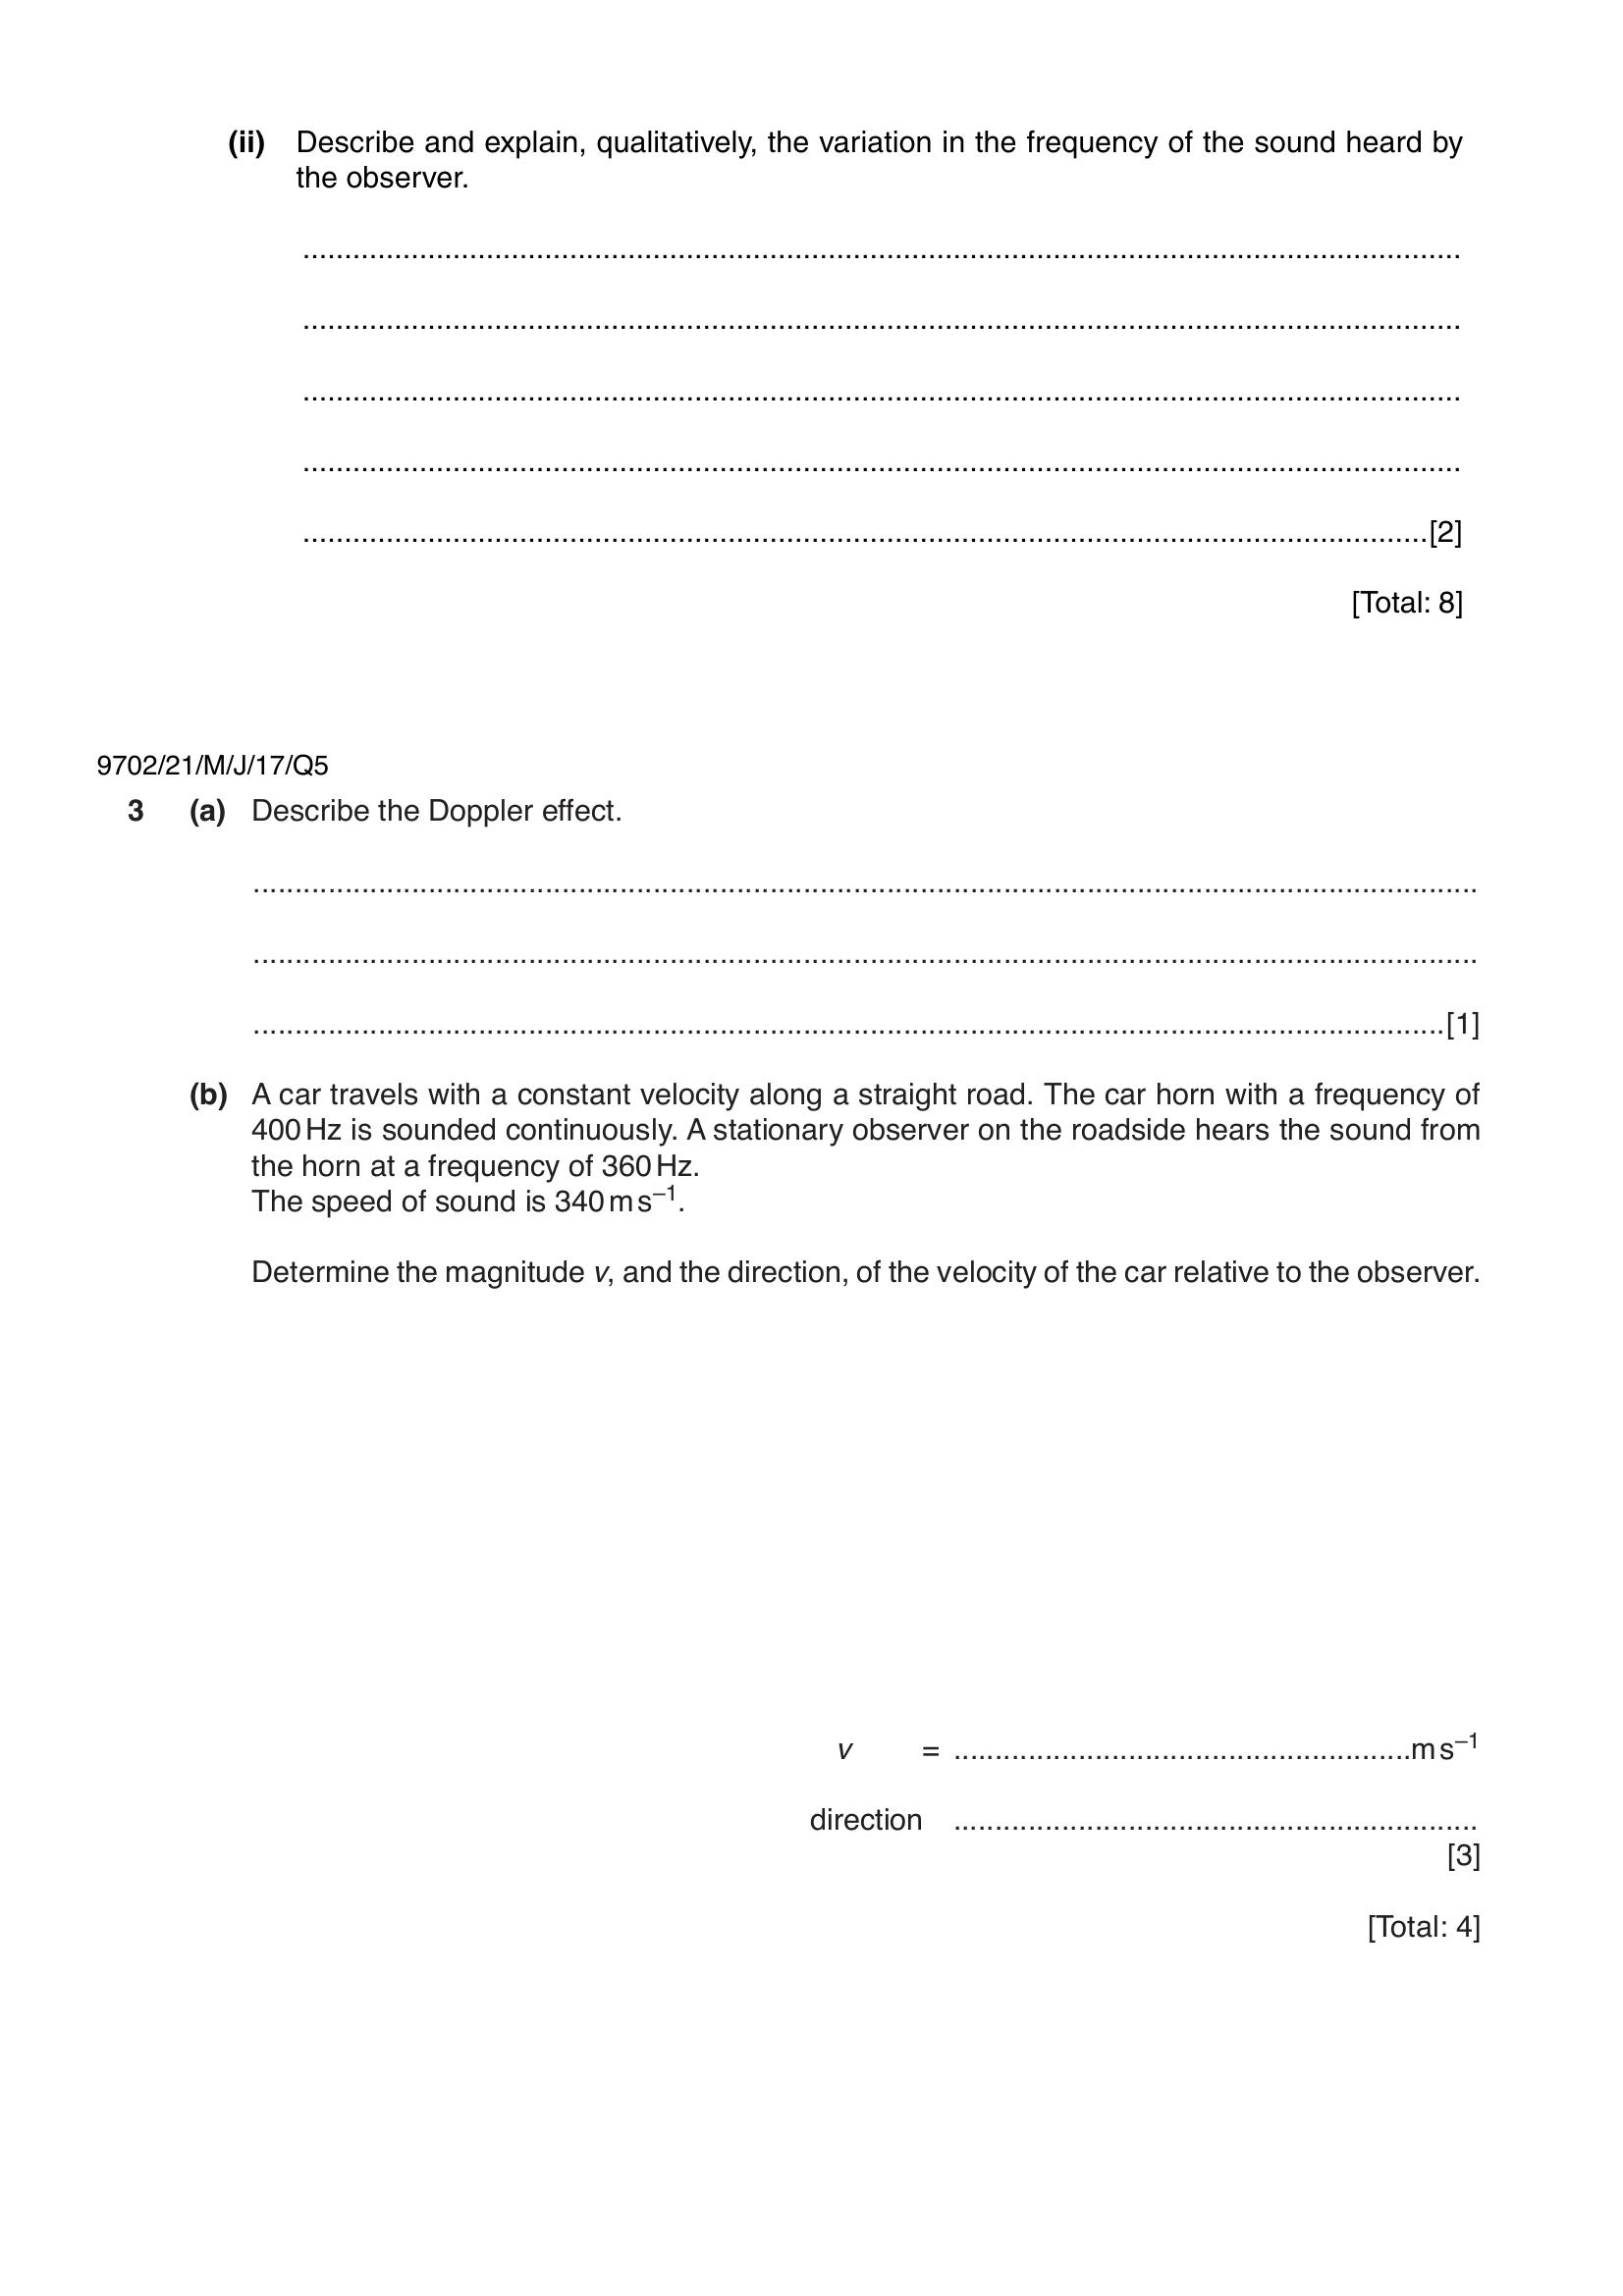 (ii) Describe and explain, qualitatively, the variation in the frequency of the sound heard by
the observer.
..........................................................................................................................................
..........................................................................................................................................
..........................................................................................................................................
..........................................................................................................................................
......................................................................................................................................[2]
[Total: 8]
9702/21/M/J/17/Q5
3 (a) Describe the Doppler effect.
..................................................................................................................................................
..................................................................................................................................................
..............................................................................................................................................[1]
(b) A car travels with a constant velocity along a straight road. The car horn with a frequency of
400 Hz is sounded continuously. A stationary observer on the roadside hears the sound from
the horn at a frequency of 360 Hz.
The speed of sound is 340 m s⁻¹.
Determine the magnitude v, and the direction, of the velocity of the car relative to the observer.
v = .......................................................m s⁻¹
direction ...............................................................
[3]
[Total: 4]